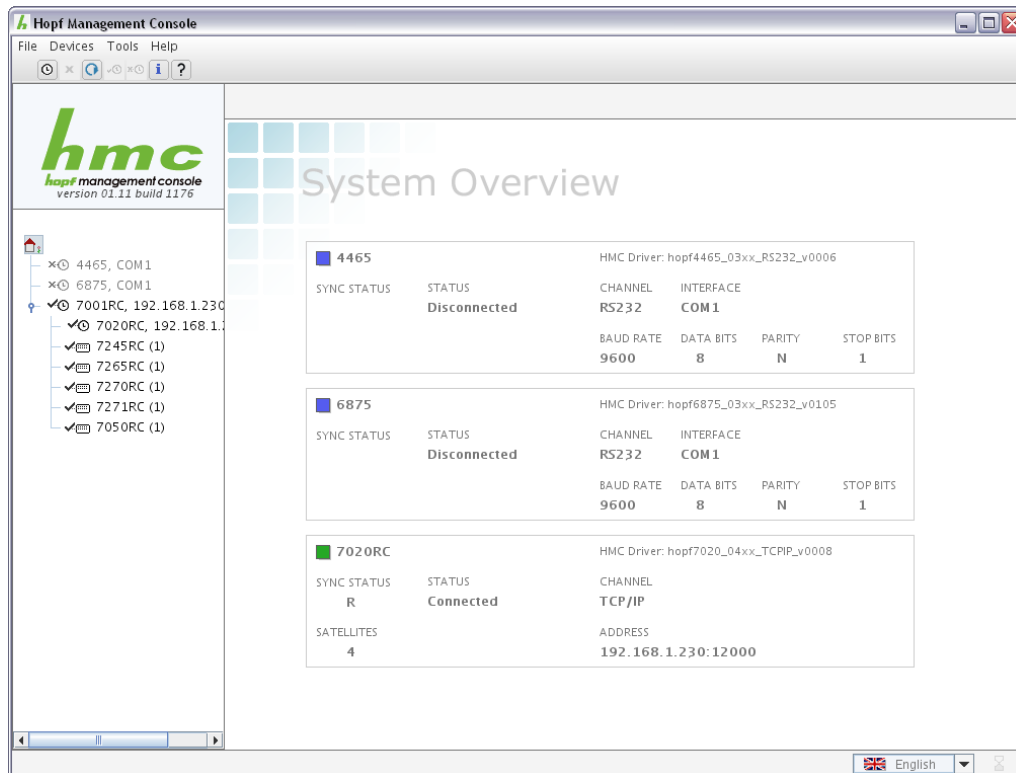 Hopf Management Console
File Devices Tools Help
hmc
hopf management console
version 01.11 build 1176
4465, COM1
6875, COM1
7001RC, 192.168.1.230
7020RC, 192.168.1.
7245RC (1)
7265RC (1)
7270RC (1)
7271RC (1)
7050RC (1)
System Overview
4465 HMC Driver: hopf4465_03xx_RS232_v0006
SYNC STATUS STATUS CHANNEL INTERFACE
Disconnected RS232 COM1
BAUD RATE DATA BITS PARITY STOP BITS
9600 8 N 1
6875 HMC Driver: hopf6875_03xx_RS232_v0105
SYNC STATUS STATUS CHANNEL INTERFACE
Disconnected RS232 COM1
BAUD RATE DATA BITS PARITY STOP BITS
9600 8 N 1
7020RC HMC Driver: hopf7020_04xx_TCPIP_v0008
SYNC STATUS STATUS CHANNEL
R Connected TCP/IP
SATELLITES ADDRESS
4 192.168.1.230:12000
English